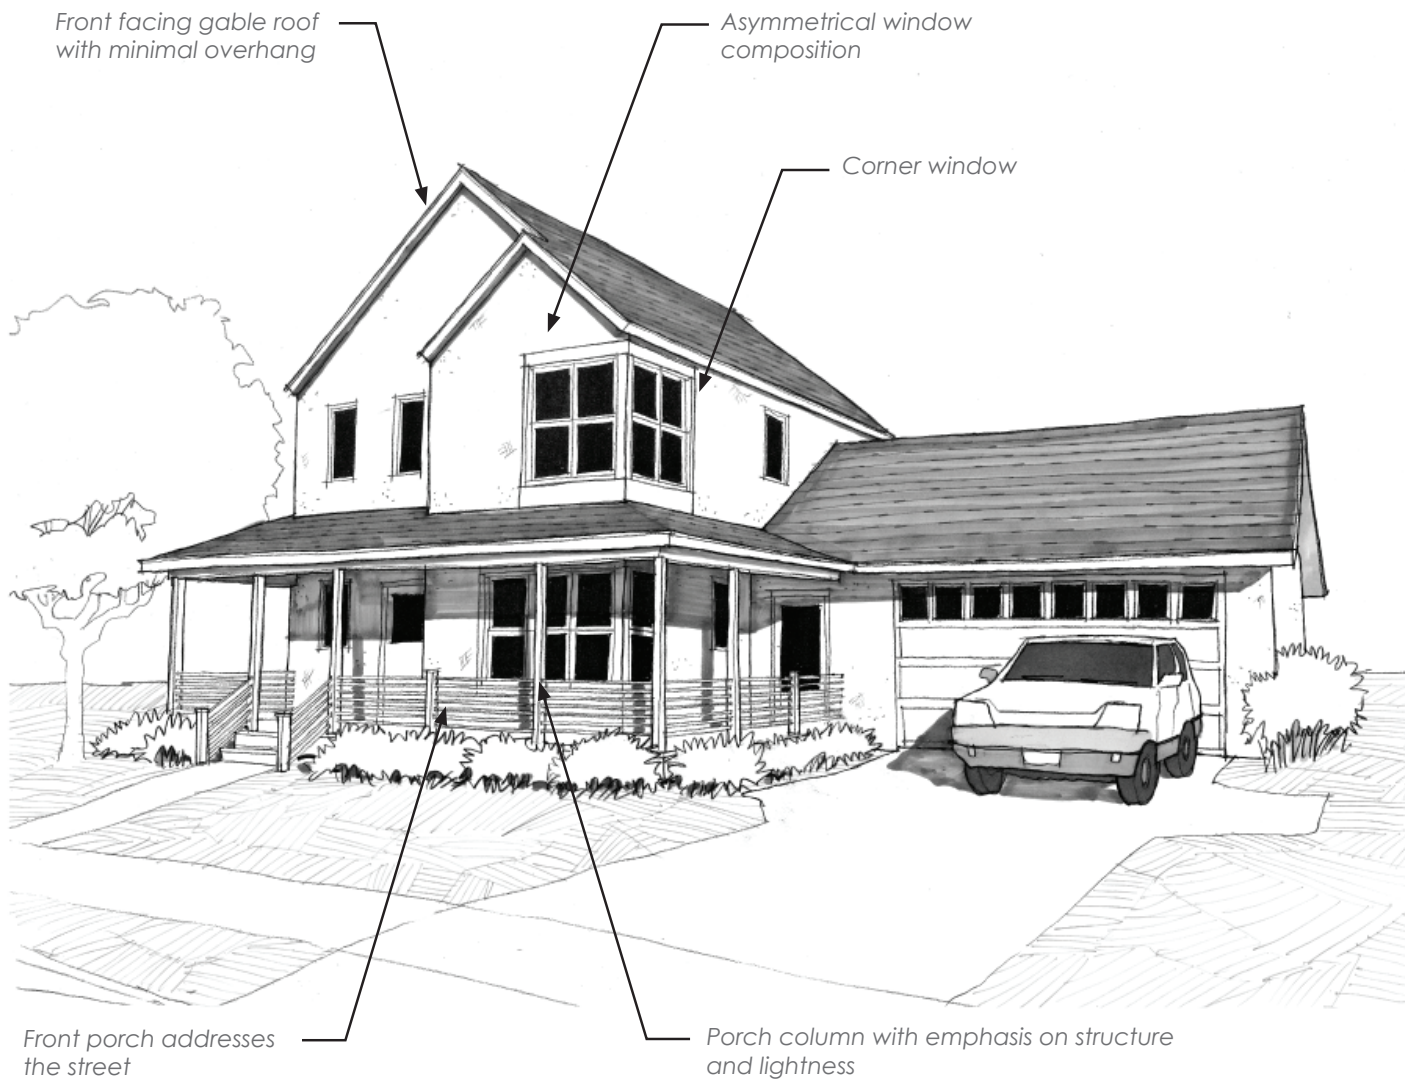 Front facing gable roof
with minimal overhang
Asymmetrical window
composition
Corner window
Front porch addresses
the street
Porch column with emphasis on structure
and lightness